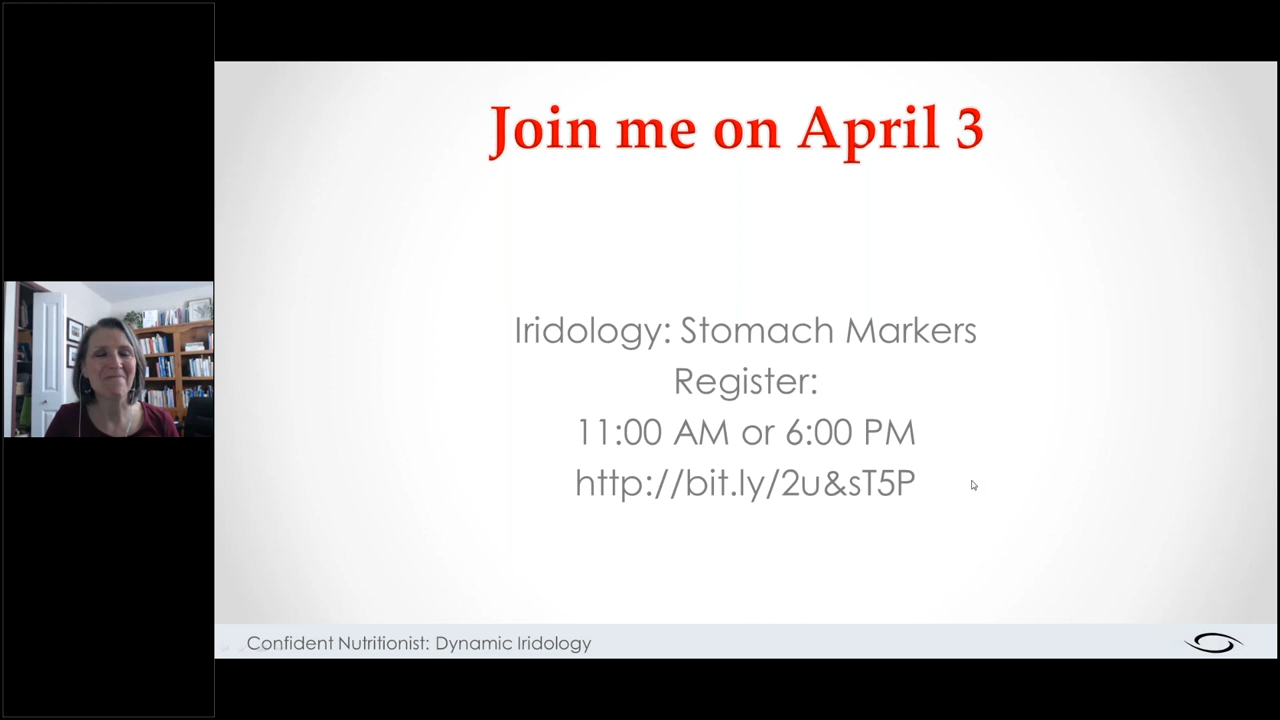 Join me on April 3
Iridology: Stomach Markers
Register:
11:00 AM or 6:00 PM
http://bit.ly/2u&sT5P
Confident Nutritionist: Dynamic Iridology